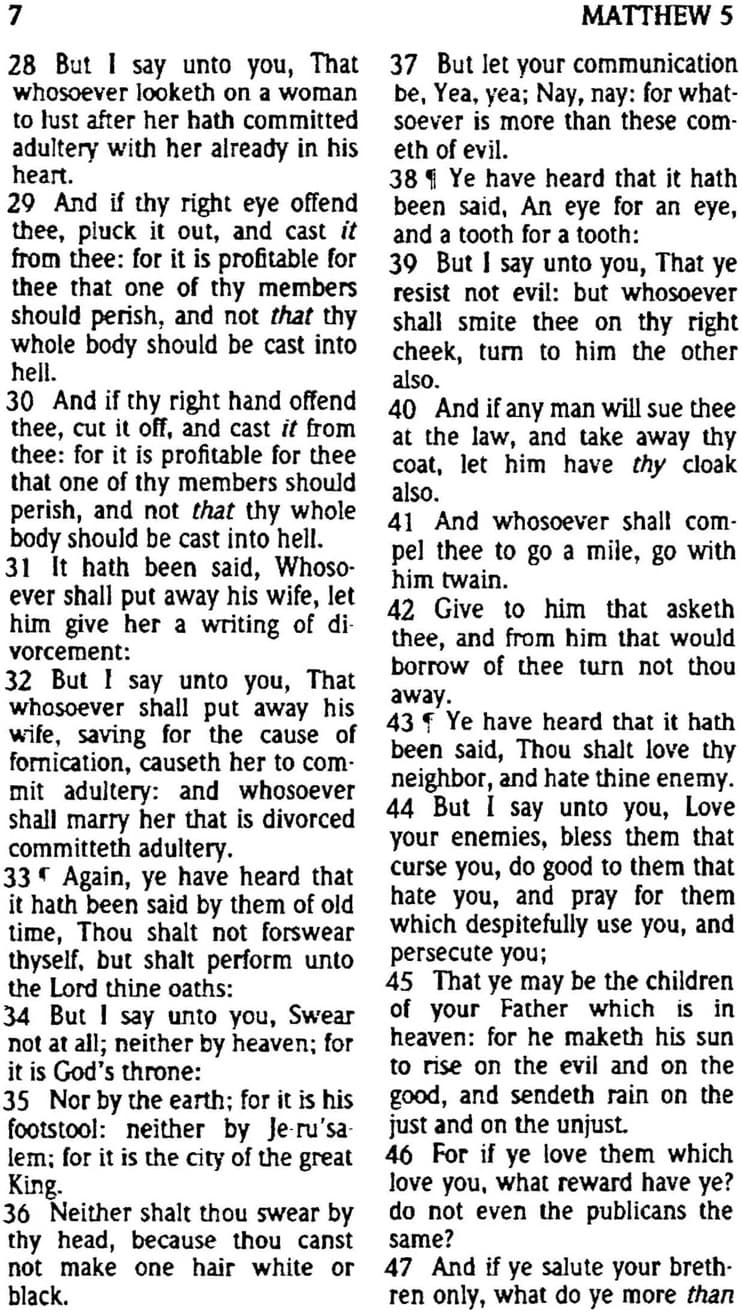 7 MATTHEW 5
28 But I say unto you, That
whosoever looketh on a woman
to lust after her hath committed
adultery with her already in his
heart.
29 And if thy right eye offend
thee, pluck it out, and cast it
from thee: for it is profitable for
thee that one of thy members
should perish, and not that thy
whole body should be cast into
hell.
30 And if thy right hand offend
thee, cut it off, and cast it from
thee: for it is profitable for thee
that one of thy members should
perish, and not that thy whole
body should be cast into hell.
31 It hath been said, Whoso-
ever shall put away his wife, let
him give her a writing of di-
vorcement:
32 But I say unto you, That
whosoever shall put away his
wife, saving for the cause of
fornication, causeth her to com-
mit adultery: and whosoever
shall marry her that is divorced
committeth adultery.
33 ¶ Again, ye have heard that
it hath been said by them of old
time, Thou shalt not forswear
thyself, but shalt perform unto
the Lord thine oaths:
34 But I say unto you, Swear
not at all; neither by heaven; for
it is God's throne:
35 Nor by the earth; for it is his
footstool: neither by Je-ru'sa-
lem; for it is the city of the great
King.
36 Neither shalt thou swear by
thy head, because thou canst
not make one hair white or
black.
37 But let your communication
be, Yea, yea; Nay, nay: for what-
soever is more than these com-
eth of evil.
38 ¶ Ye have heard that it hath
been said, An eye for an eye,
and a tooth for a tooth:
39 But I say unto you, That ye
resist not evil: but whosoever
shall smite thee on thy right
cheek, turn to him the other
also.
40 And if any man will sue thee
at the law, and take away thy
coat, let him have thy cloak
also.
41 And whosoever shall com-
pel thee to go a mile, go with
him twain.
42 Give to him that asketh
thee, and from him that would
borrow of thee turn not thou
away.
43 ¶ Ye have heard that it hath
been said, Thou shalt love thy
neighbor, and hate thine enemy.
44 But I say unto you, Love
your enemies, bless them that
curse you, do good to them that
hate you, and pray for them
which despitefully use you, and
persecute you;
45 That ye may be the children
of your Father which is in
heaven: for he maketh his sun
to rise on the evil and on the
good, and sendeth rain on the
just and on the unjust.
46 For if ye love them which
love you, what reward have ye?
do not even the publicans the
same?
47 And if ye salute your breth-
ren only, what do ye more than